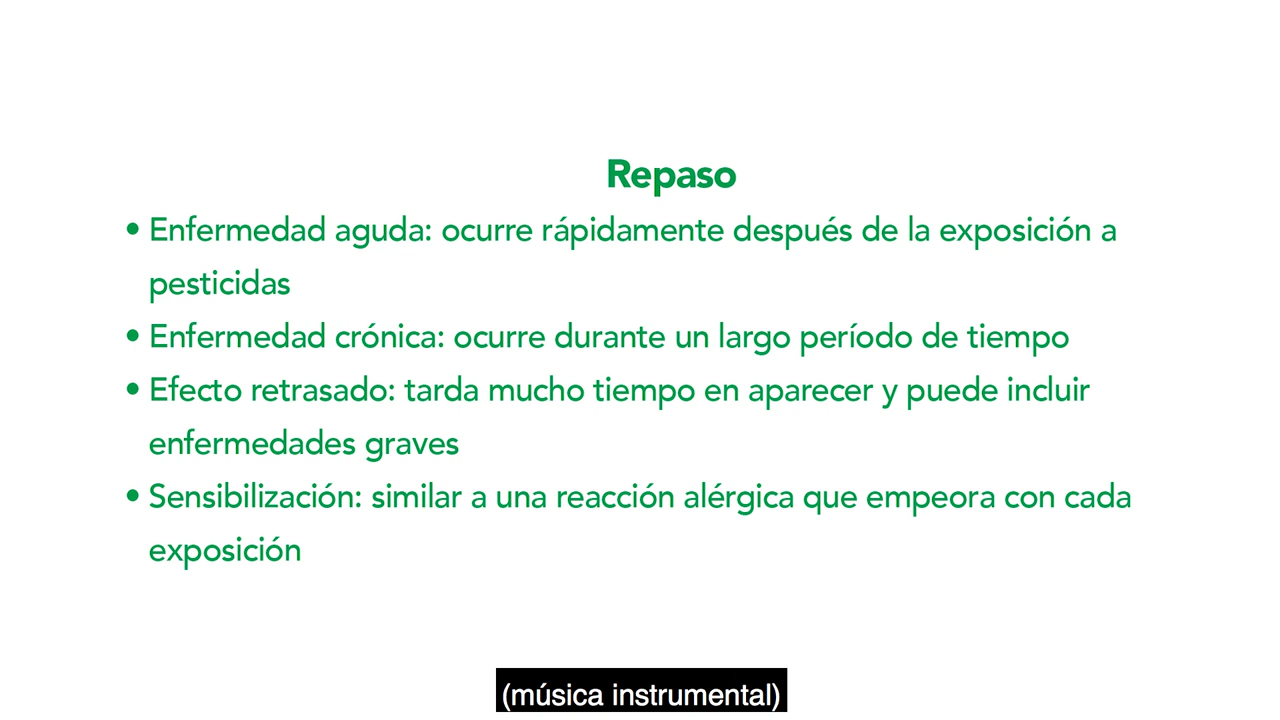 Repaso
• Enfermedad aguda: ocurre rápidamente después de la exposición a
pesticidas
• Enfermedad crónica: ocurre durante un largo período de tiempo
• Efecto retrasado: tarda mucho tiempo en aparecer y puede incluir
enfermedades graves
• Sensibilización: similar a una reacción alérgica que empeora con cada
exposición
(música instrumental)